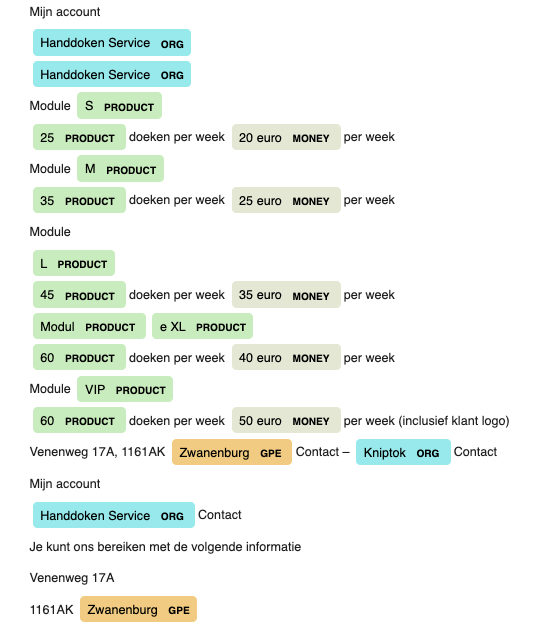 Mijn account
Handdoken Service ORG
Handdoken Service ORG
Module S PRODUCT
25 PRODUCT doeken per week 20 euro MONEY per week
Module M PRODUCT
35 PRODUCT doeken per week 25 euro MONEY per week
Module
L PRODUCT
45 PRODUCT doeken per week 35 euro MONEY per week
Modul PRODUCT e XL PRODUCT
60 PRODUCT doeken per week 40 euro MONEY per week
Module VIP PRODUCT
60 PRODUCT doeken per week 50 euro MONEY per week (inclusief klant logo)
Venenweg 17A, 1161AK Zwanenburg GPE Contact – Kniptok ORG Contact
Mijn account
Handdoken Service ORG Contact
Je kunt ons bereiken met de volgende informatie
Venenweg 17A
1161AK Zwanenburg GPE